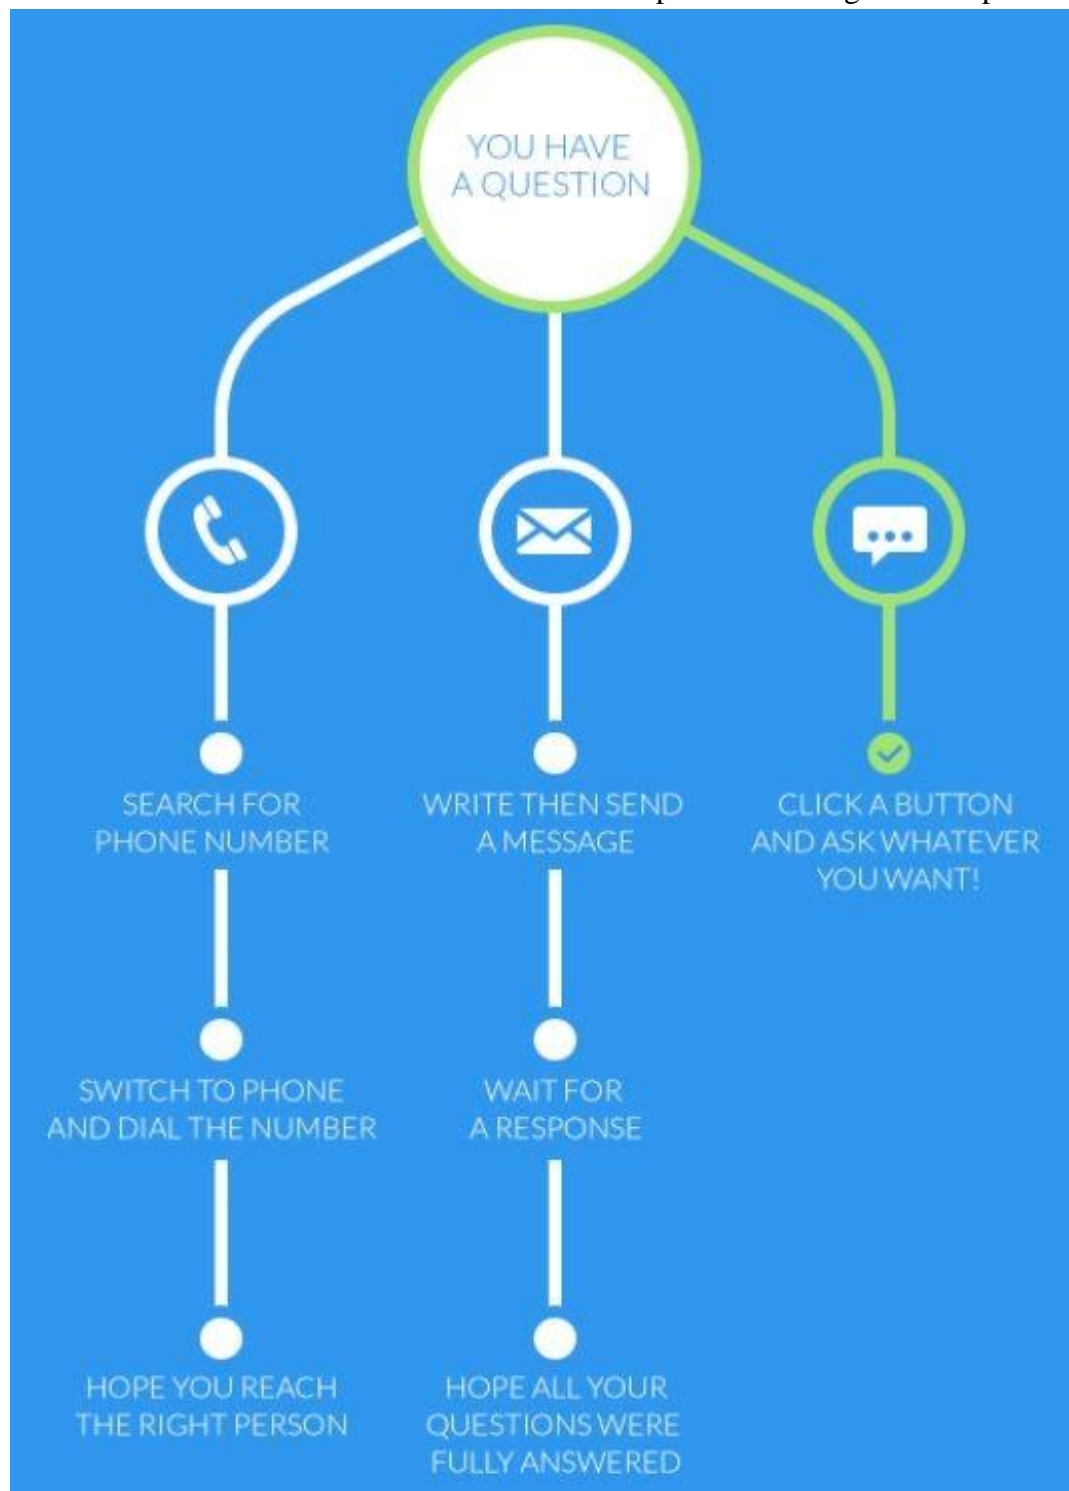 YOU HAVE
A QUESTION
SEARCH FOR
PHONE NUMBER
SWITCH TO PHONE
AND DIAL THE NUMBER
HOPE YOU REACH
THE RIGHT PERSON
WRITE THEN SEND
A MESSAGE
WAIT FOR
A RESPONSE
HOPE ALL YOUR
QUESTIONS WERE
FULLY ANSWERED
CLICK A BUTTON
AND ASK WHATEVER
YOU WANT!